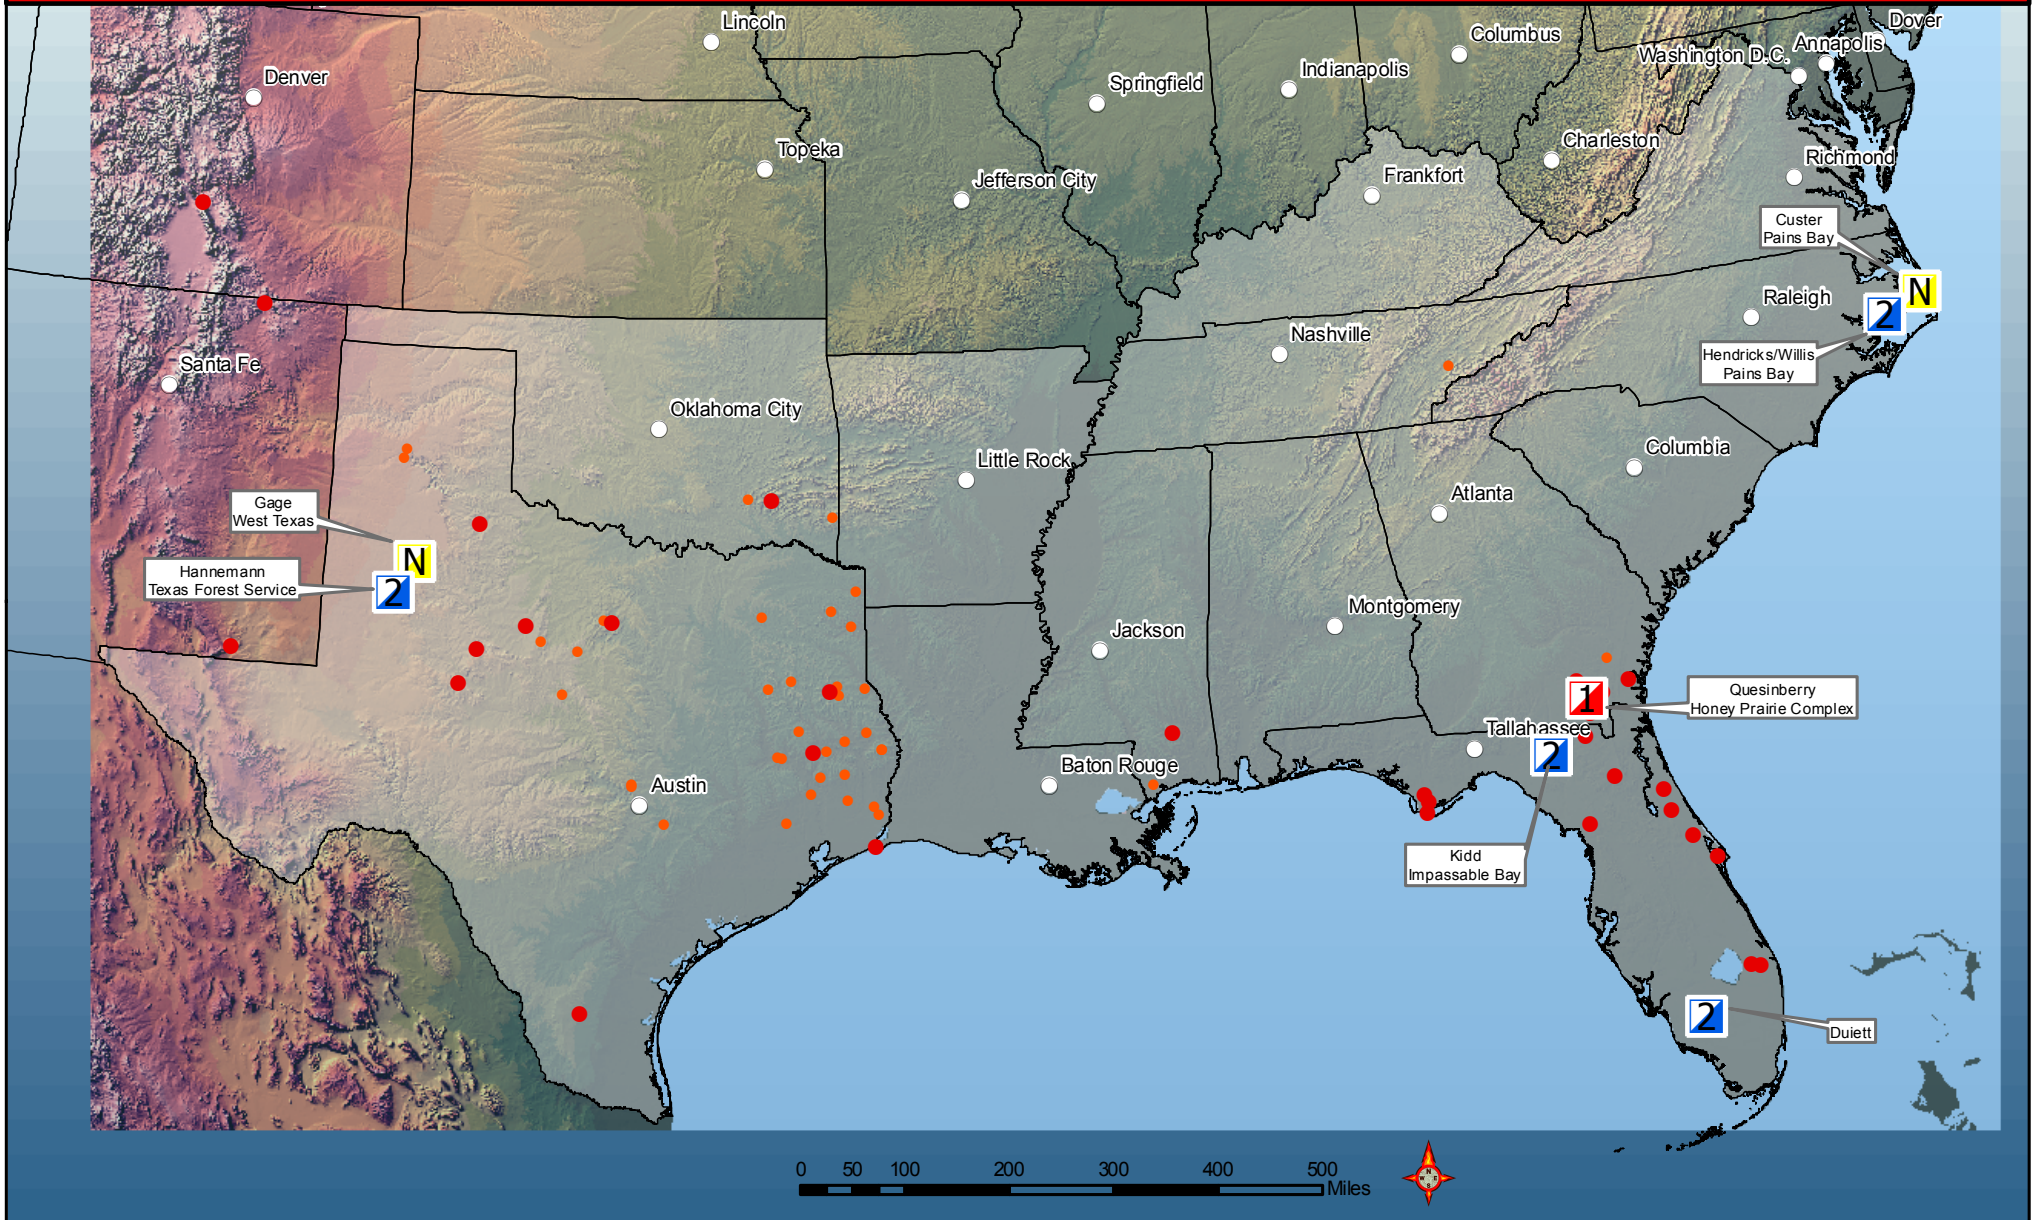 Lincoln
Columbus
Dover
Annapolis
Washington D.C.
Denver
Springfield
Indianapolis
Topeka
Charleston
Richmond
Jefferson City
Frankfort
Custer
Pains Bay
N
2
Raleigh
Nashville
Hendricks/Willis
Pains Bay
Santa Fe
Oklahoma City
Little Rock
Columbia
Atlanta
Gage
West Texas
N
Hannemann
Texas Forest Service
2
Montgomery
Jackson
Quesinberry
Honey Prairie Complex
1
Tallahassee
2
Baton Rouge
Austin
Kidd
Impassable Bay
2
Duiett
0 50 100 200 300 400 500
Miles
N
W E
S